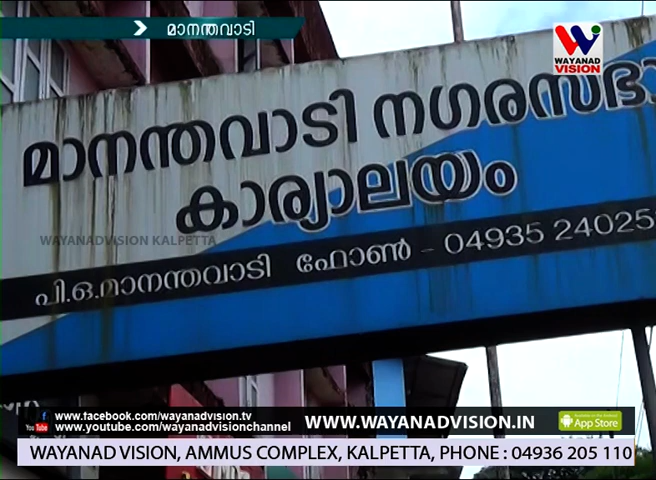 മാനന്തവാടി
W
WAYANAD
VISION
മാനന്തവാടി നഗരസഭാ
കാര്യാലയം
WAYANADVISION KALPETTA
പി.ഒ.മാനന്തവാടി ഫോൺ - 04935 24025
www.facebook.com/wayanadvision.tv
www.youtube.com/wayanadvisionchannel
WWW.WAYANADVISION.IN
App Store
WAYANAD VISION, AMMUS COMPLEX, KALPETTA, PHONE : 04936 205 110